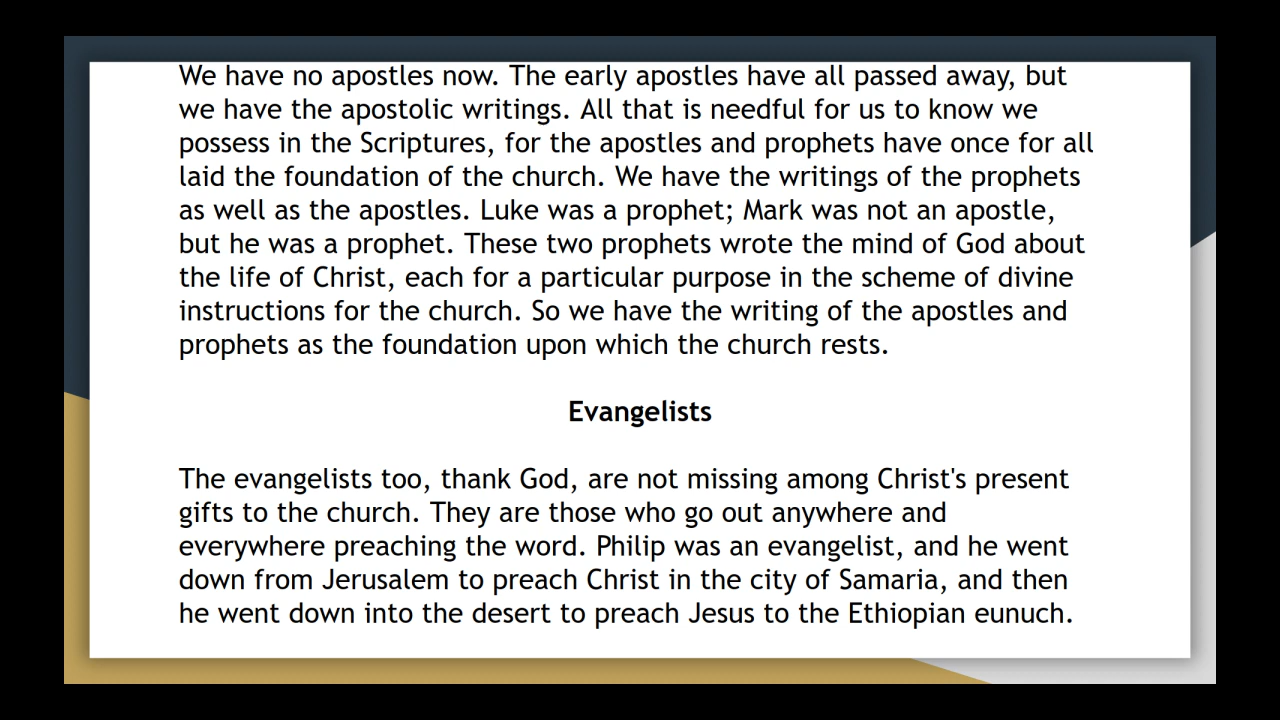 We have no apostles now. The early apostles have all passed away, but
we have the apostolic writings. All that is needful for us to know we
possess in the Scriptures, for the apostles and prophets have once for all
laid the foundation of the church. We have the writings of the prophets
as well as the apostles. Luke was a prophet; Mark was not an apostle,
but he was a prophet. These two prophets wrote the mind of God about
the life of Christ, each for a particular purpose in the scheme of divine
instructions for the church. So we have the writing of the apostles and
prophets as the foundation upon which the church rests.
Evangelists
The evangelists too, thank God, are not missing among Christ's present
gifts to the church. They are those who go out anywhere and
everywhere preaching the word. Philip was an evangelist, and he went
down from Jerusalem to preach Christ in the city of Samaria, and then
he went down into the desert to preach Jesus to the Ethiopian eunuch.